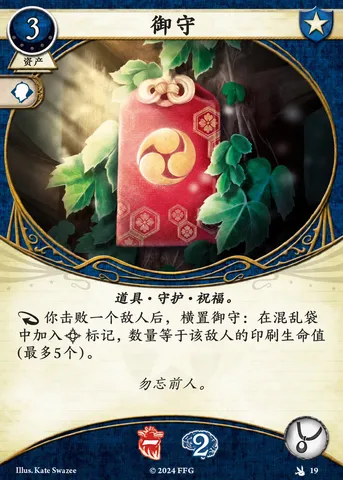 3
御守
资产
道具·守护·祝福。
你击败一个敌人后，横置御守：在混乱袋
中加入 标记，数量等于该敌人的印刷生命值
(最多5个)。
勿忘前人。
2
Illus. Kate Swazee
© 2024 FFG
19